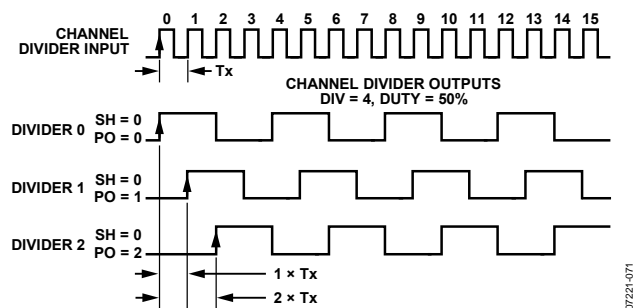 0 1 2 3 4 5 6 7 8 9 10 11 12 13 14 15
CHANNEL
DIVIDER INPUT
Tx
CHANNEL DIVIDER OUTPUTS
DIV = 4, DUTY = 50%
DIVIDER 0 SH = 0
PO = 0
DIVIDER 1 SH = 0
PO = 1
DIVIDER 2 SH = 0
PO = 2
1 × Tx
2 × Tx
07221-071